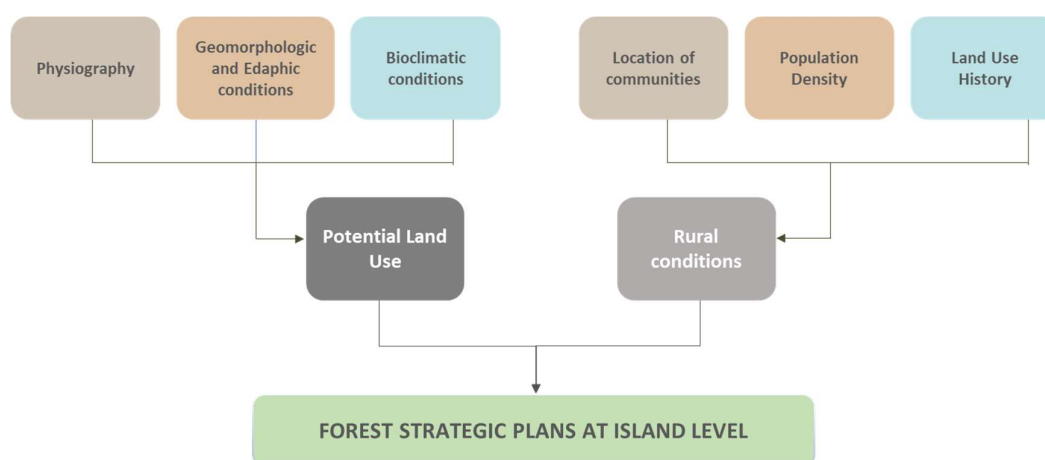 Physiography
Geomorphologic
and Edaphic
conditions
Bioclimatic
conditions
Location of
communities
Population
Density
Land Use
History
Potential Land
Use
Rural
conditions
FOREST STRATEGIC PLANS AT ISLAND LEVEL